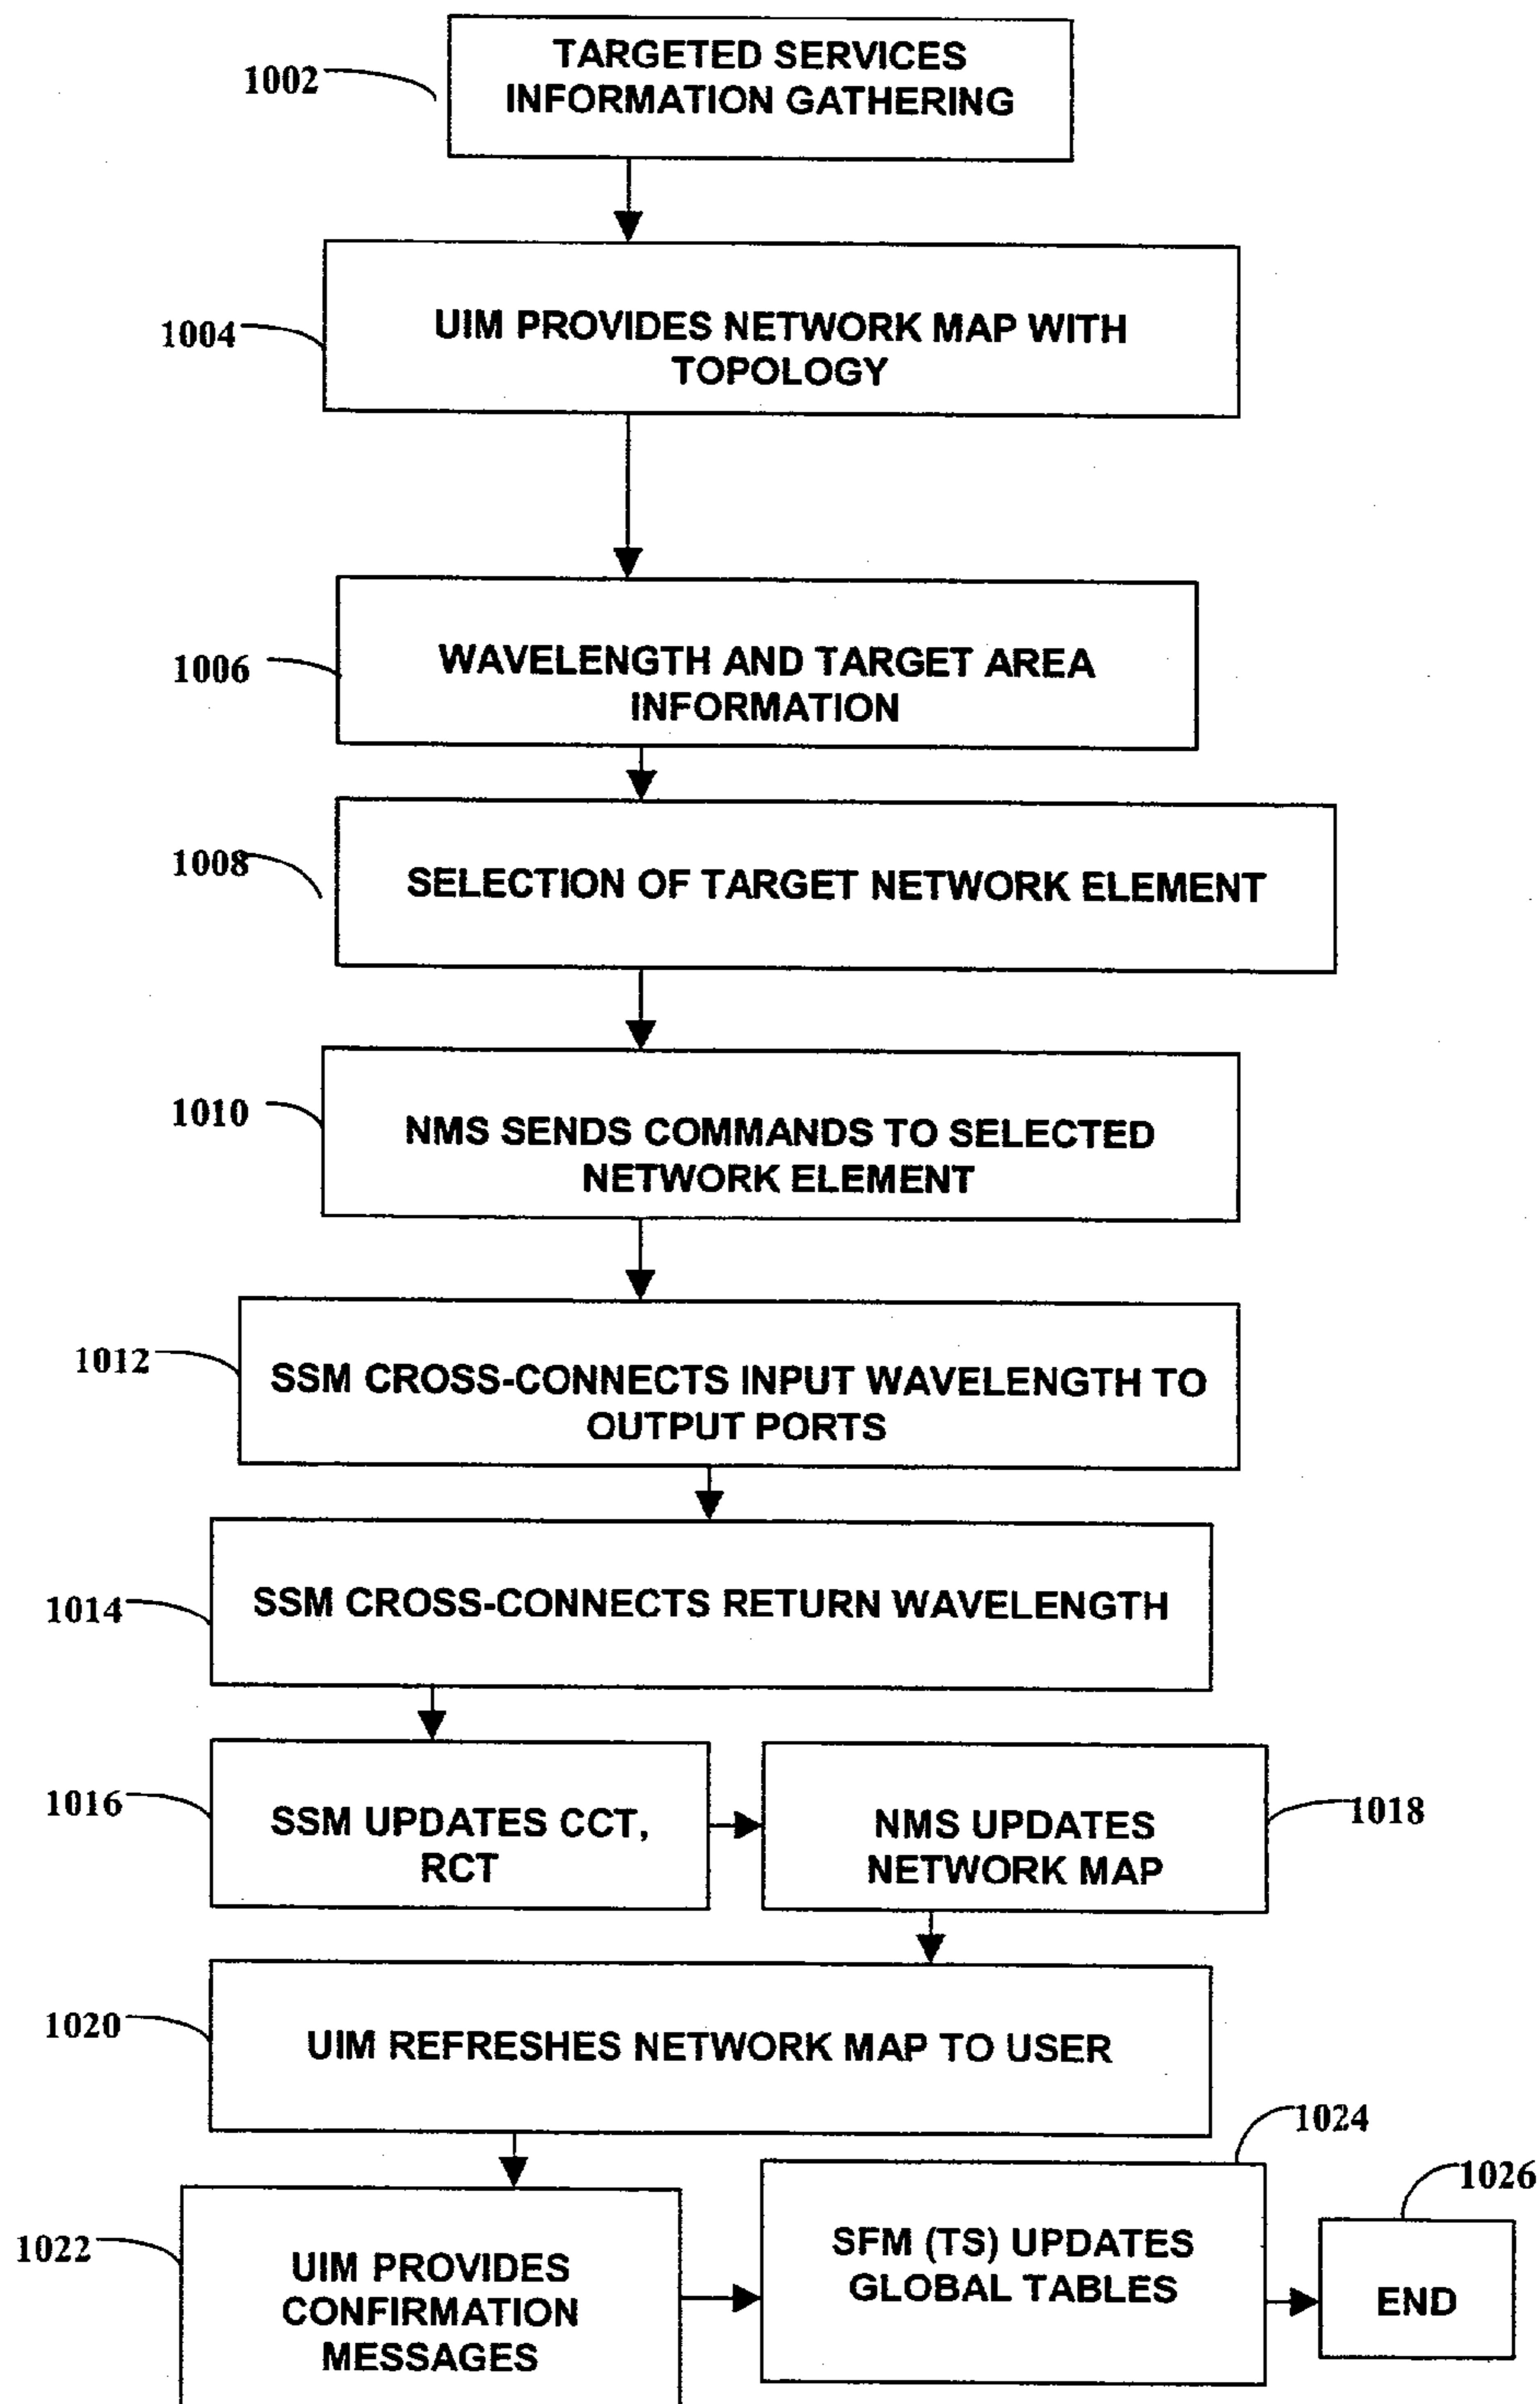 TARGETED SERVICES
INFORMATION GATHERING
1002
UIM PROVIDES NETWORK MAP WITH
TOPOLOGY
1004
WAVELENGTH AND TARGET AREA
INFORMATION
1006
SELECTION OF TARGET NETWORK ELEMENT
1008
NMS SENDS COMMANDS TO SELECTED
NETWORK ELEMENT
1010
SSM CROSS-CONNECTS INPUT WAVELENGTH TO
OUTPUT PORTS
1012
SSM CROSS-CONNECTS RETURN WAVELENGTH
1014
SSM UPDATES CCT,
RCT
1016
NMS UPDATES
NETWORK MAP
1018
UIM REFRESHES NETWORK MAP TO USER
1020
UIM PROVIDES
CONFIRMATION
MESSAGES
1022
SFM (TS) UPDATES
GLOBAL TABLES
1024
END
1026